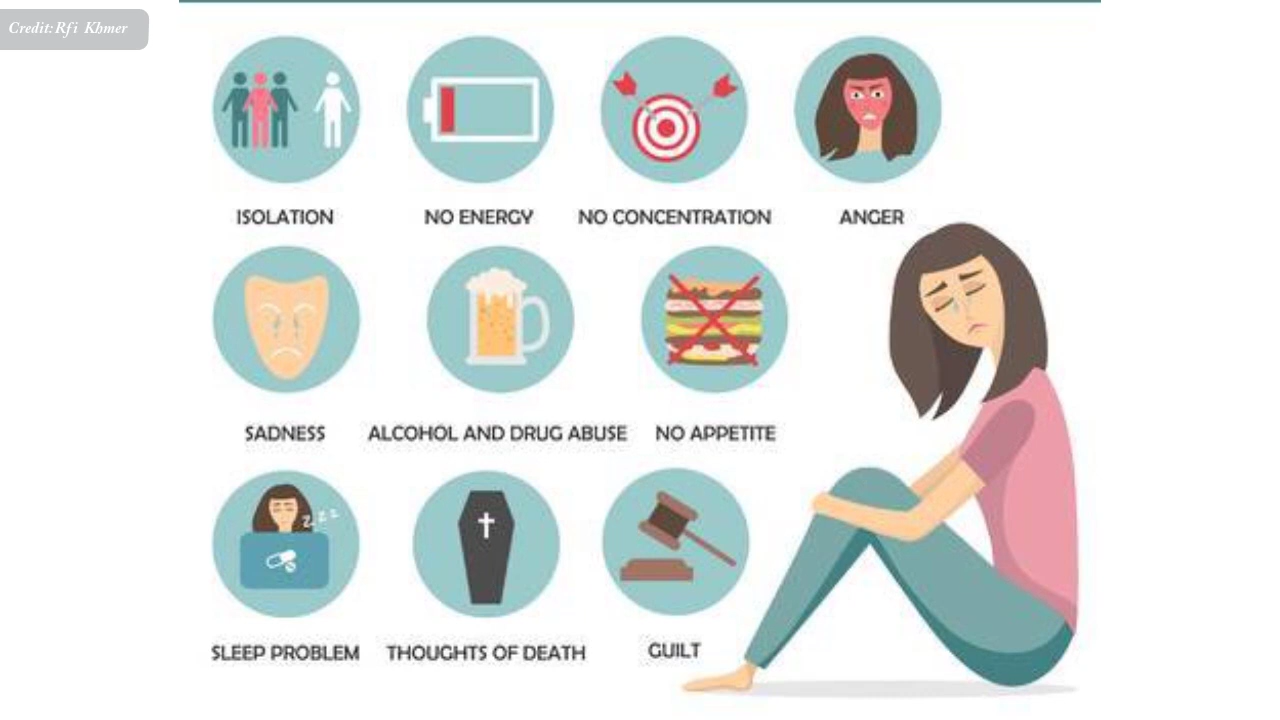 Credit:Rfi Khmer
ISOLATION
NO ENERGY
NO CONCENTRATION
ANGER
SADNESS
ALCOHOL AND DRUG ABUSE
NO APPETITE
z z z
SLEEP PROBLEM
THOUGHTS OF DEATH
GUILT